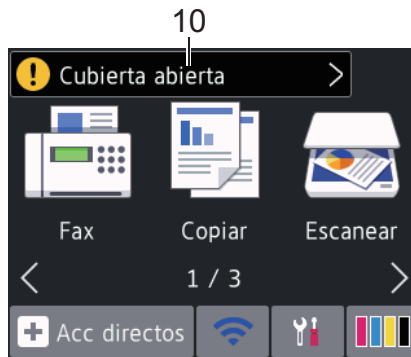 10
! Cubierta abierta >
Fax Copiar Escanear
< 1 / 3 >
+ Acc directos